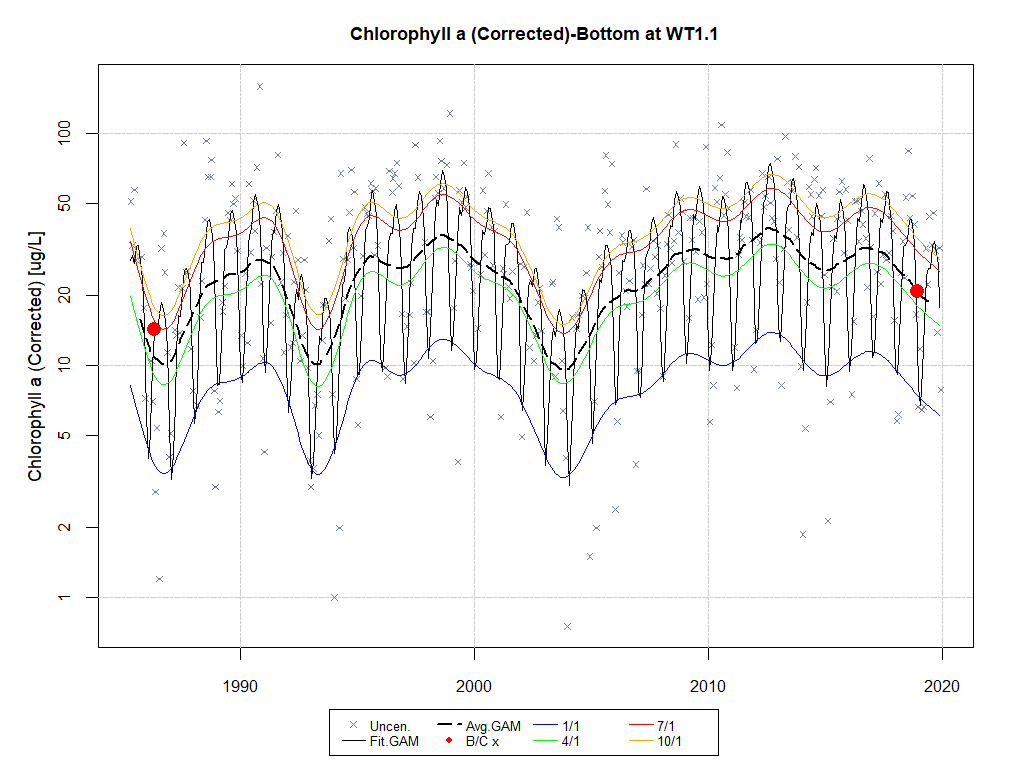 Chlorophyll a (Corrected)-Bottom at WT1.1
Chlorophyll a (Corrected) [ug/L]
100
50
20
10
5
2
1
1990 2000 2010 2020
Uncen. Avg.GAM 1/1 7/1
Fit.GAM B/C x 4/1 10/1